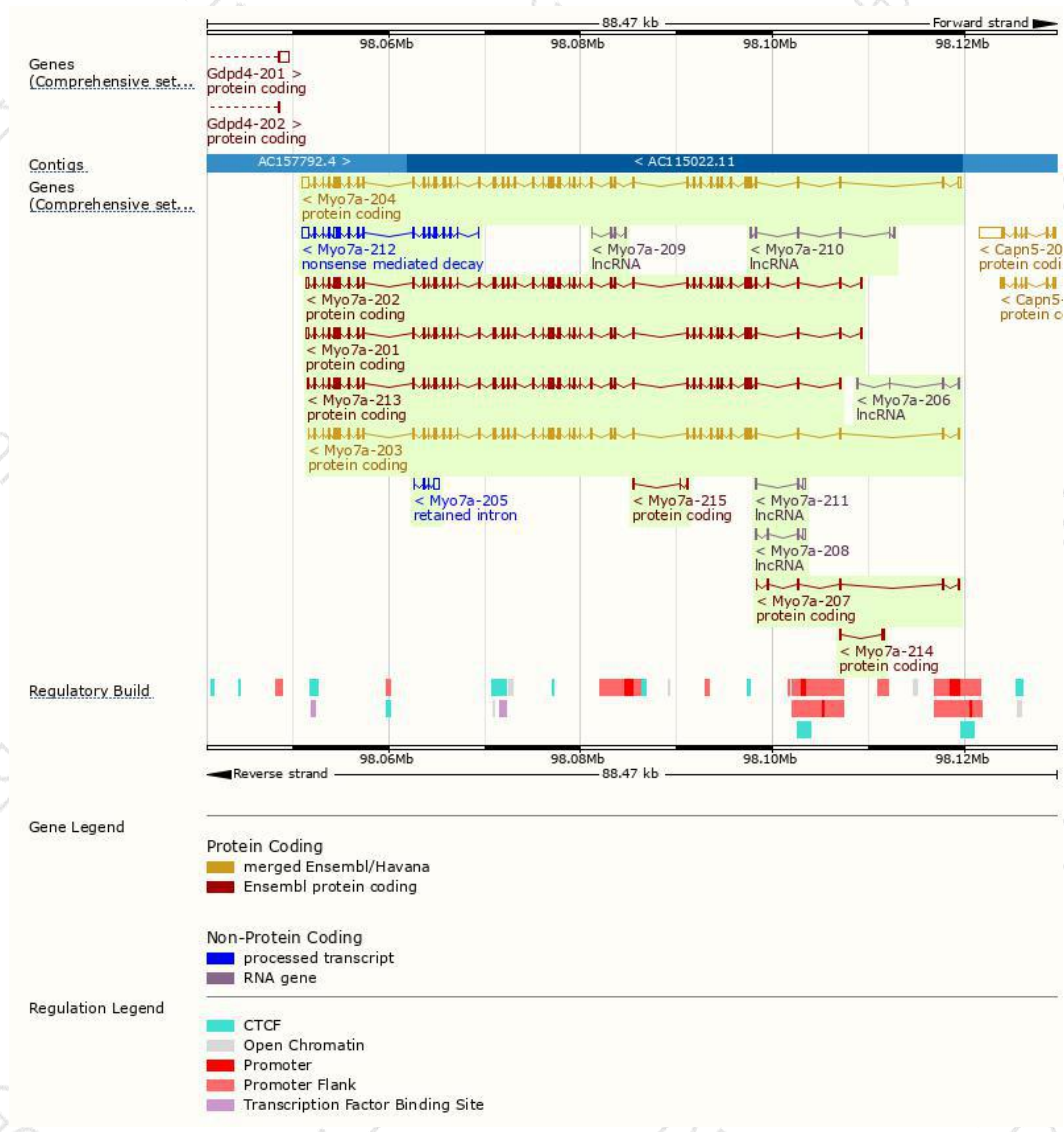 88.47 kb
Forward strand
98.06Mb 98.08Mb 98.10Mb 98.12Mb
Genes
(Comprehensive set...
Gdpd4-201 >
protein coding
Gdpd4-202 >
protein coding
Contigs
AC157792.4 > < AC115022.11
Genes
(Comprehensive set...
< Myo7a-204
protein coding
< Myo7a-212
nonsense mediated decay
< Myo7a-209
lncRNA
< Myo7a-210
lncRNA
< Capn5-20
protein codi
< Myo7a-202
protein coding
< Capn5-
protein c
< Myo7a-201
protein coding
< Myo7a-213
protein coding
< Myo7a-206
lncRNA
< Myo7a-203
protein coding
< Myo7a-205
retained intron
< Myo7a-215
protein coding
< Myo7a-211
lncRNA
< Myo7a-208
lncRNA
< Myo7a-207
protein coding
< Myo7a-214
protein coding
Regulatory Build
98.06Mb 98.08Mb 98.10Mb 98.12Mb
Reverse strand
88.47 kb
Gene Legend
Protein Coding
merged Ensembl/Havana
Ensembl protein coding
Non-Protein Coding
processed transcript
RNA gene
Regulation Legend
CTCF
Open Chromatin
Promoter
Promoter Flank
Transcription Factor Binding Site